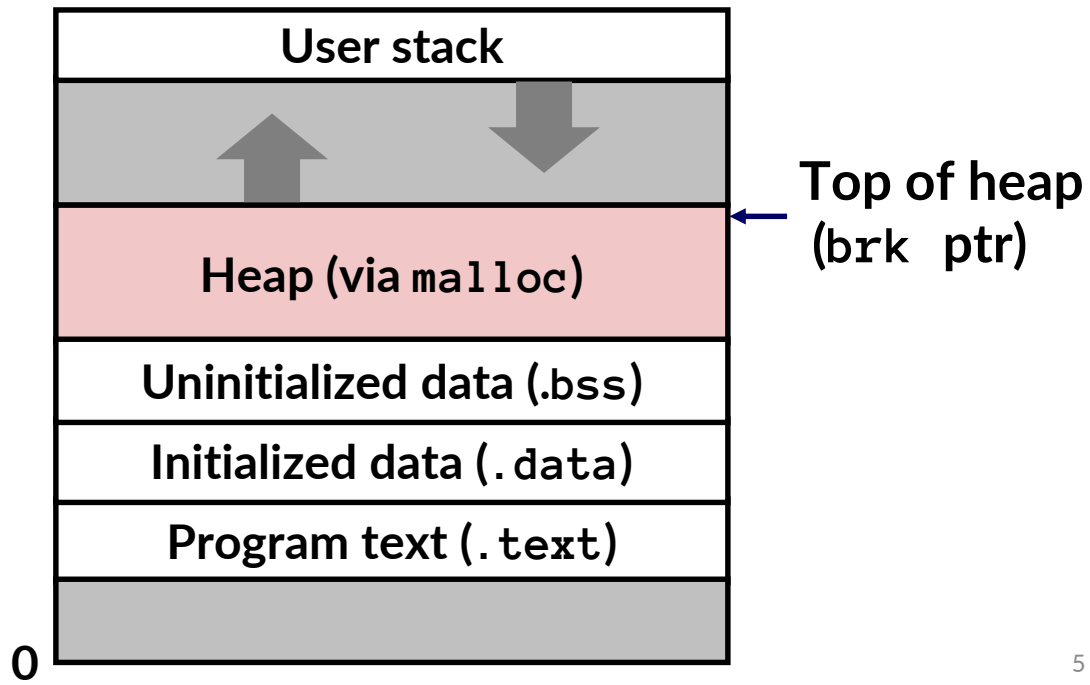 User stack
Top of heap
(brk ptr)
Heap (via malloc)
Uninitialized data (.bss)
Initialized data (.data)
Program text (.text)
0
5